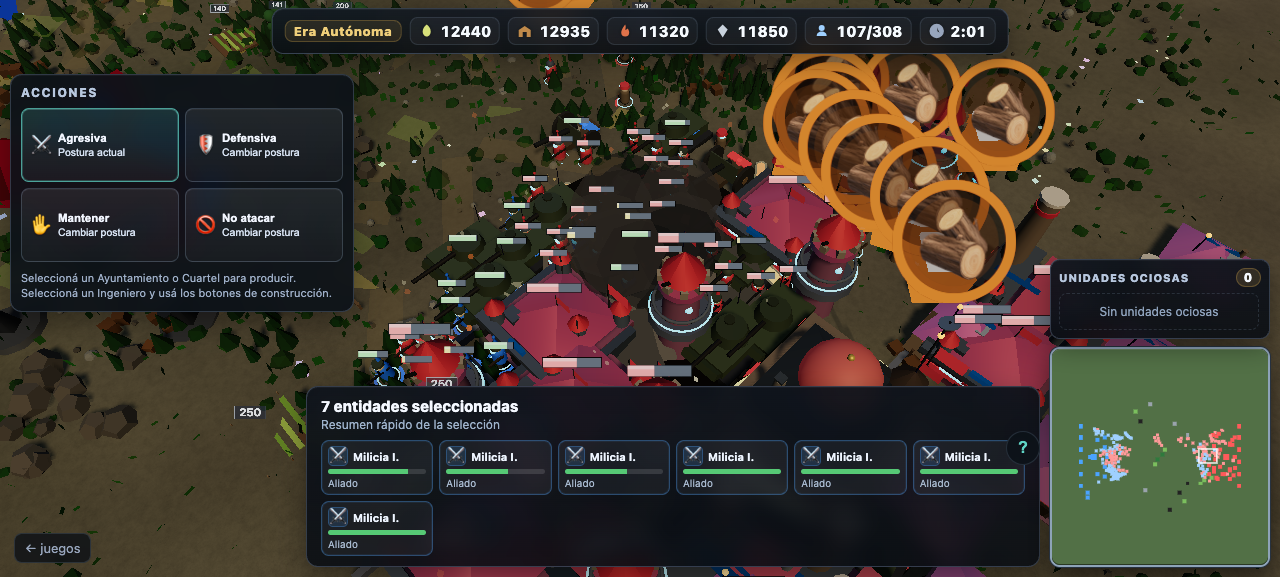 140
141
200
Era Autónoma
12440
12935
11320
11850
107/308
2:01
ACCIONES
Agresiva
Postura actual
Defensiva
Cambiar postura
Mantener
Cambiar postura
No atacar
Cambiar postura
Seleccioná un Ayuntamiento o Cuartel para producir.
Seleccioná un Ingeniero y usá los botones de construcción.
UNIDADES OCIOSAS
0
Sin unidades ociosas
250
250
7 entidades seleccionadas
Resumen rápido de la selección
?
Milicia I.
Aliado
Milicia I.
Aliado
Milicia I.
Aliado
Milicia I.
Aliado
Milicia I.
Aliado
Milicia I.
Aliado
Milicia I.
Aliado
← juegos